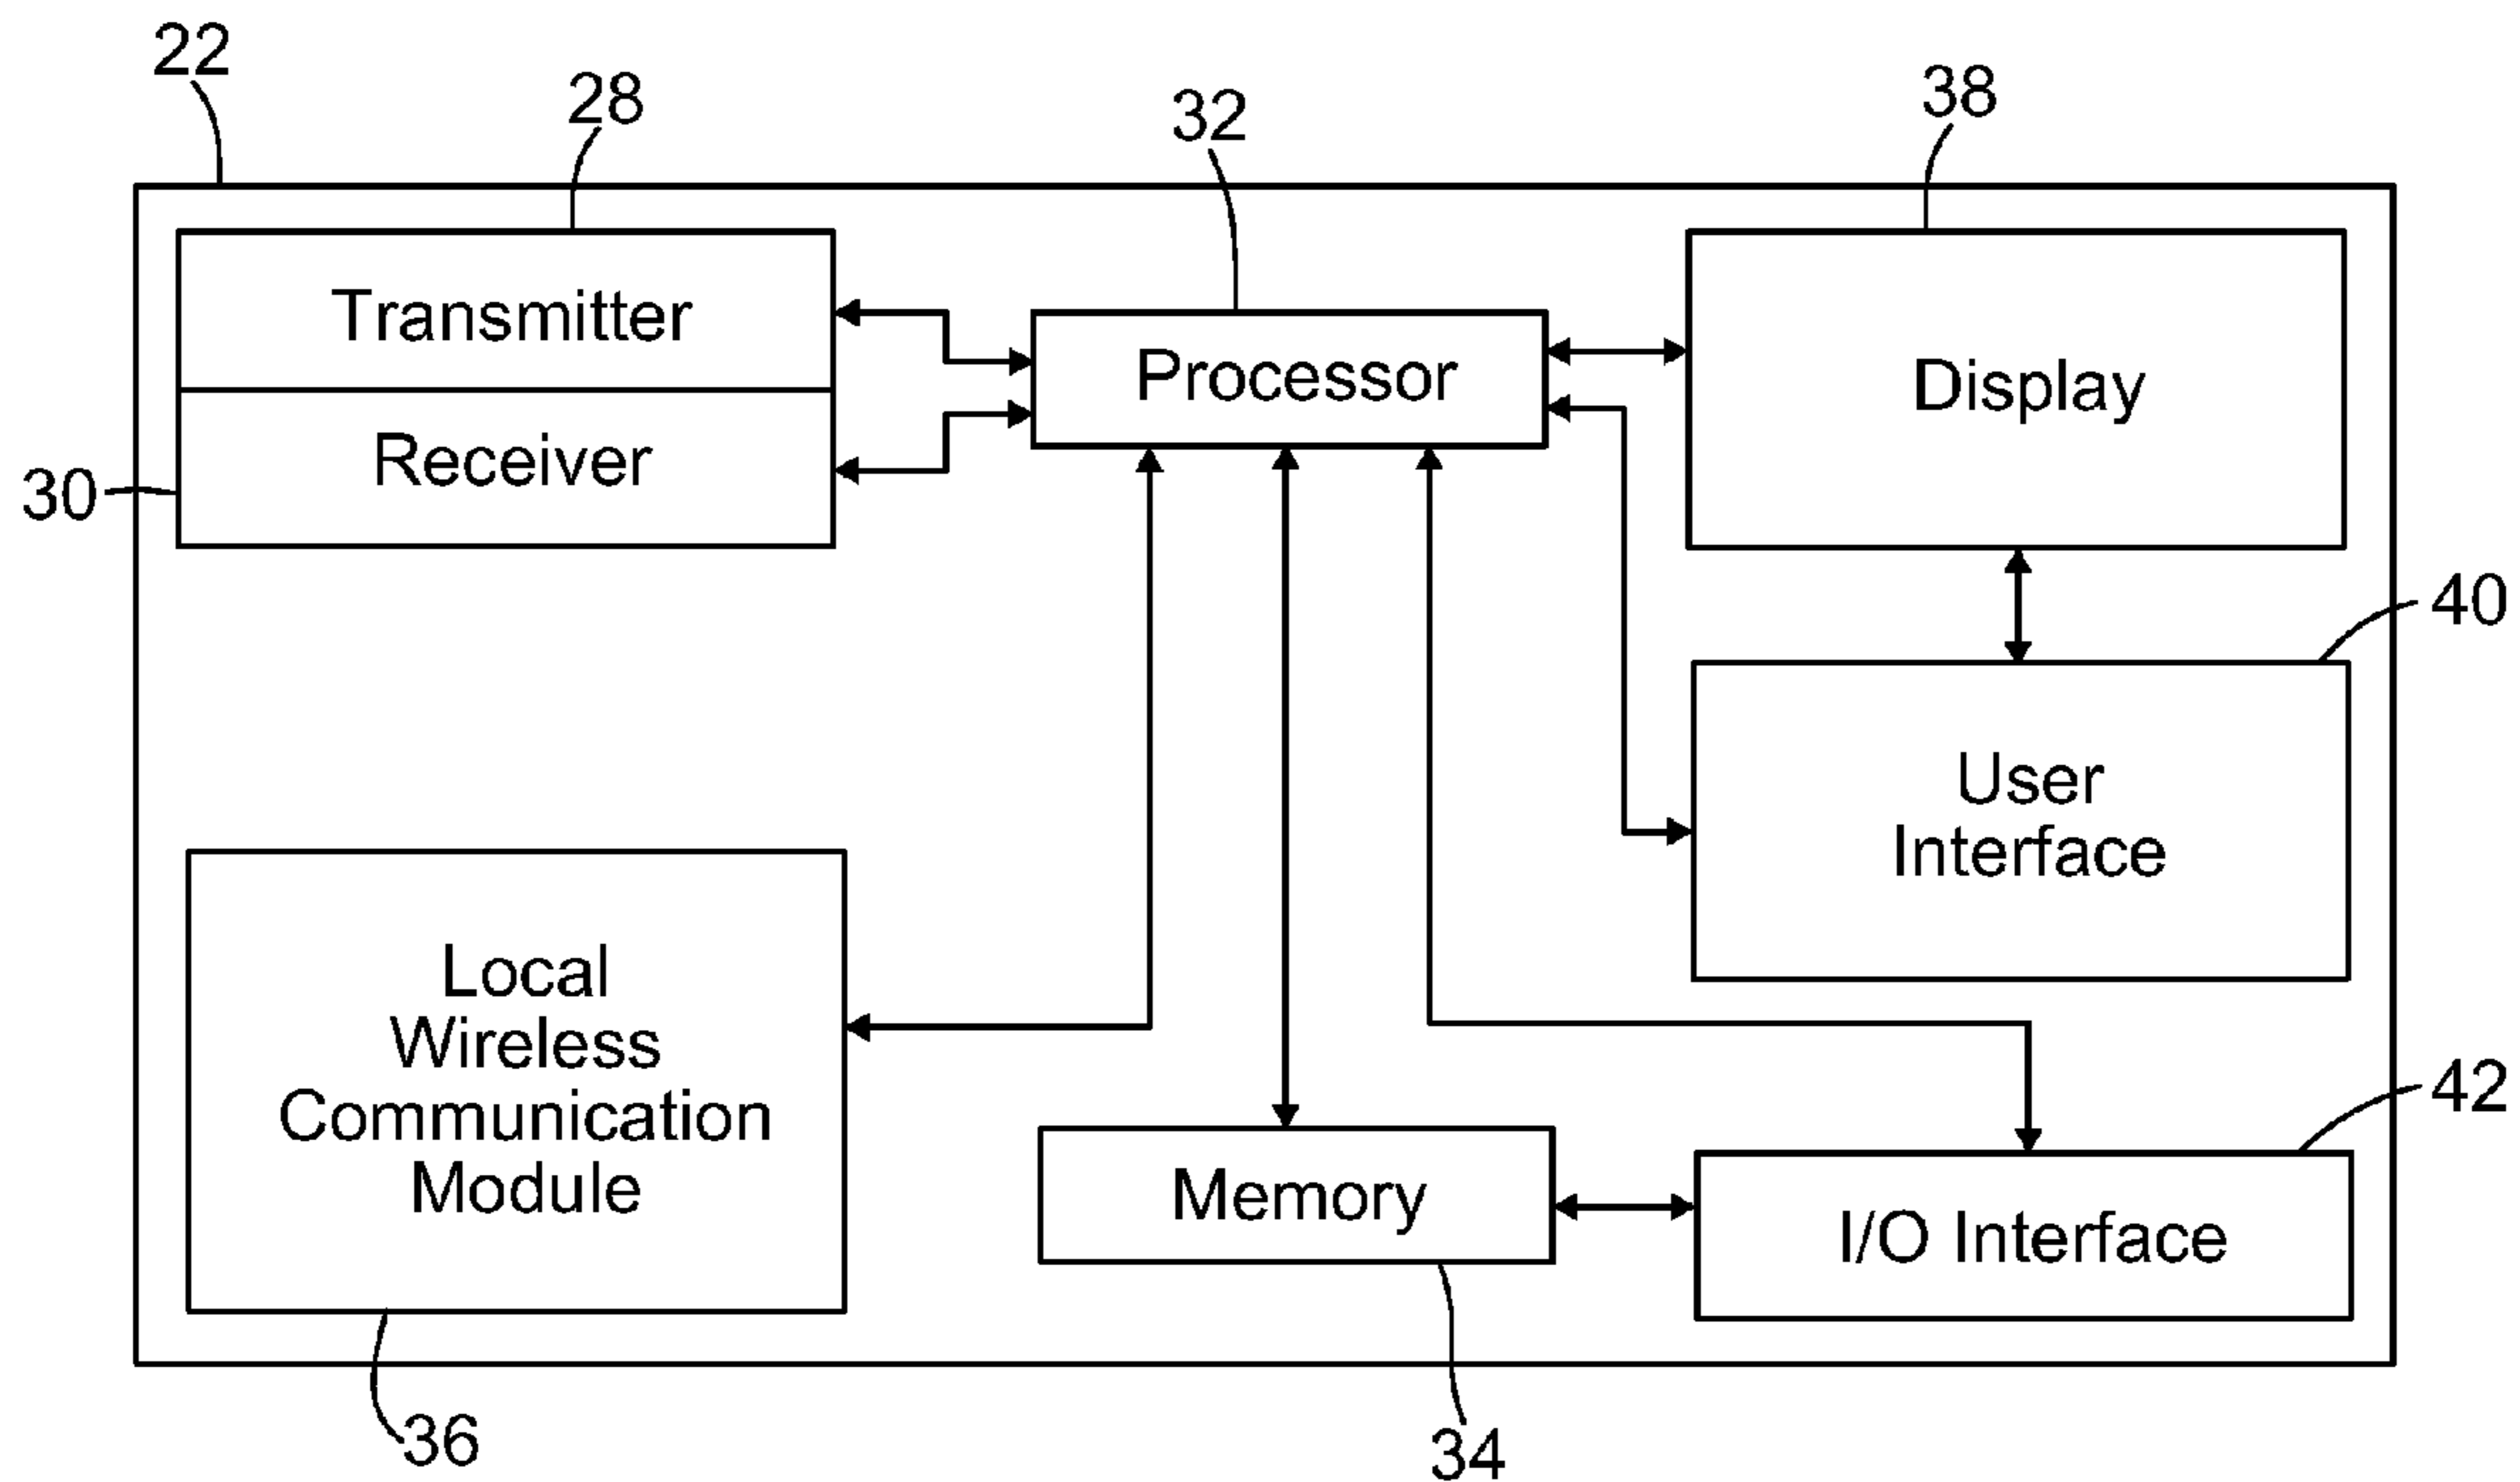 22
28
32
38
Transmitter
Processor
Display
Receiver
30
40
User
Interface
Local
Wireless
Communication
Module
42
Memory
I/O Interface
36
34